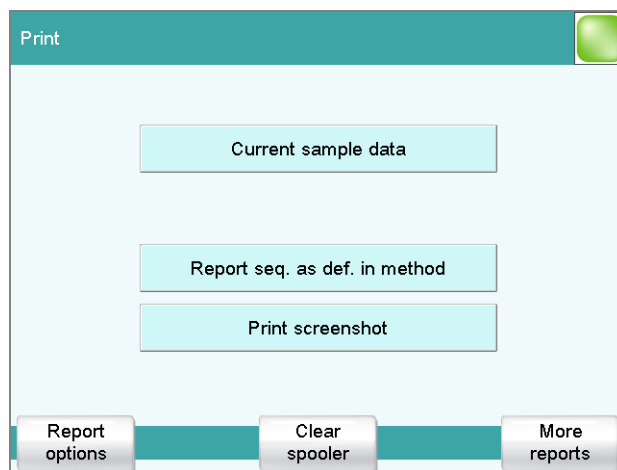 Print
Current sample data
Report seq. as def. in method
Print screenshot
Report
options
Clear
spooler
More
reports